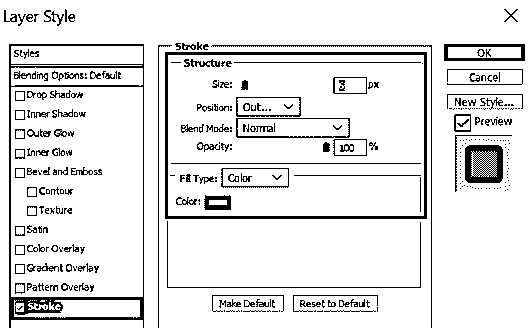 Layer Style
Styles
Blending Options: Default
Drop Shadow
Inner Shadow
Outer Glow
Inner Glow
Bevel and Emboss
Contour
Texture
Satin
Color Overlay
Gradient Overlay
Pattern Overlay
Stroke
Stroke
Structure
Size: px
Position: Out...
Blend Mode: Normal
Opacity: 100 %
Fill Type: Color
Color:
Make Default Reset to Default
OK
Cancel
New Style...
Preview